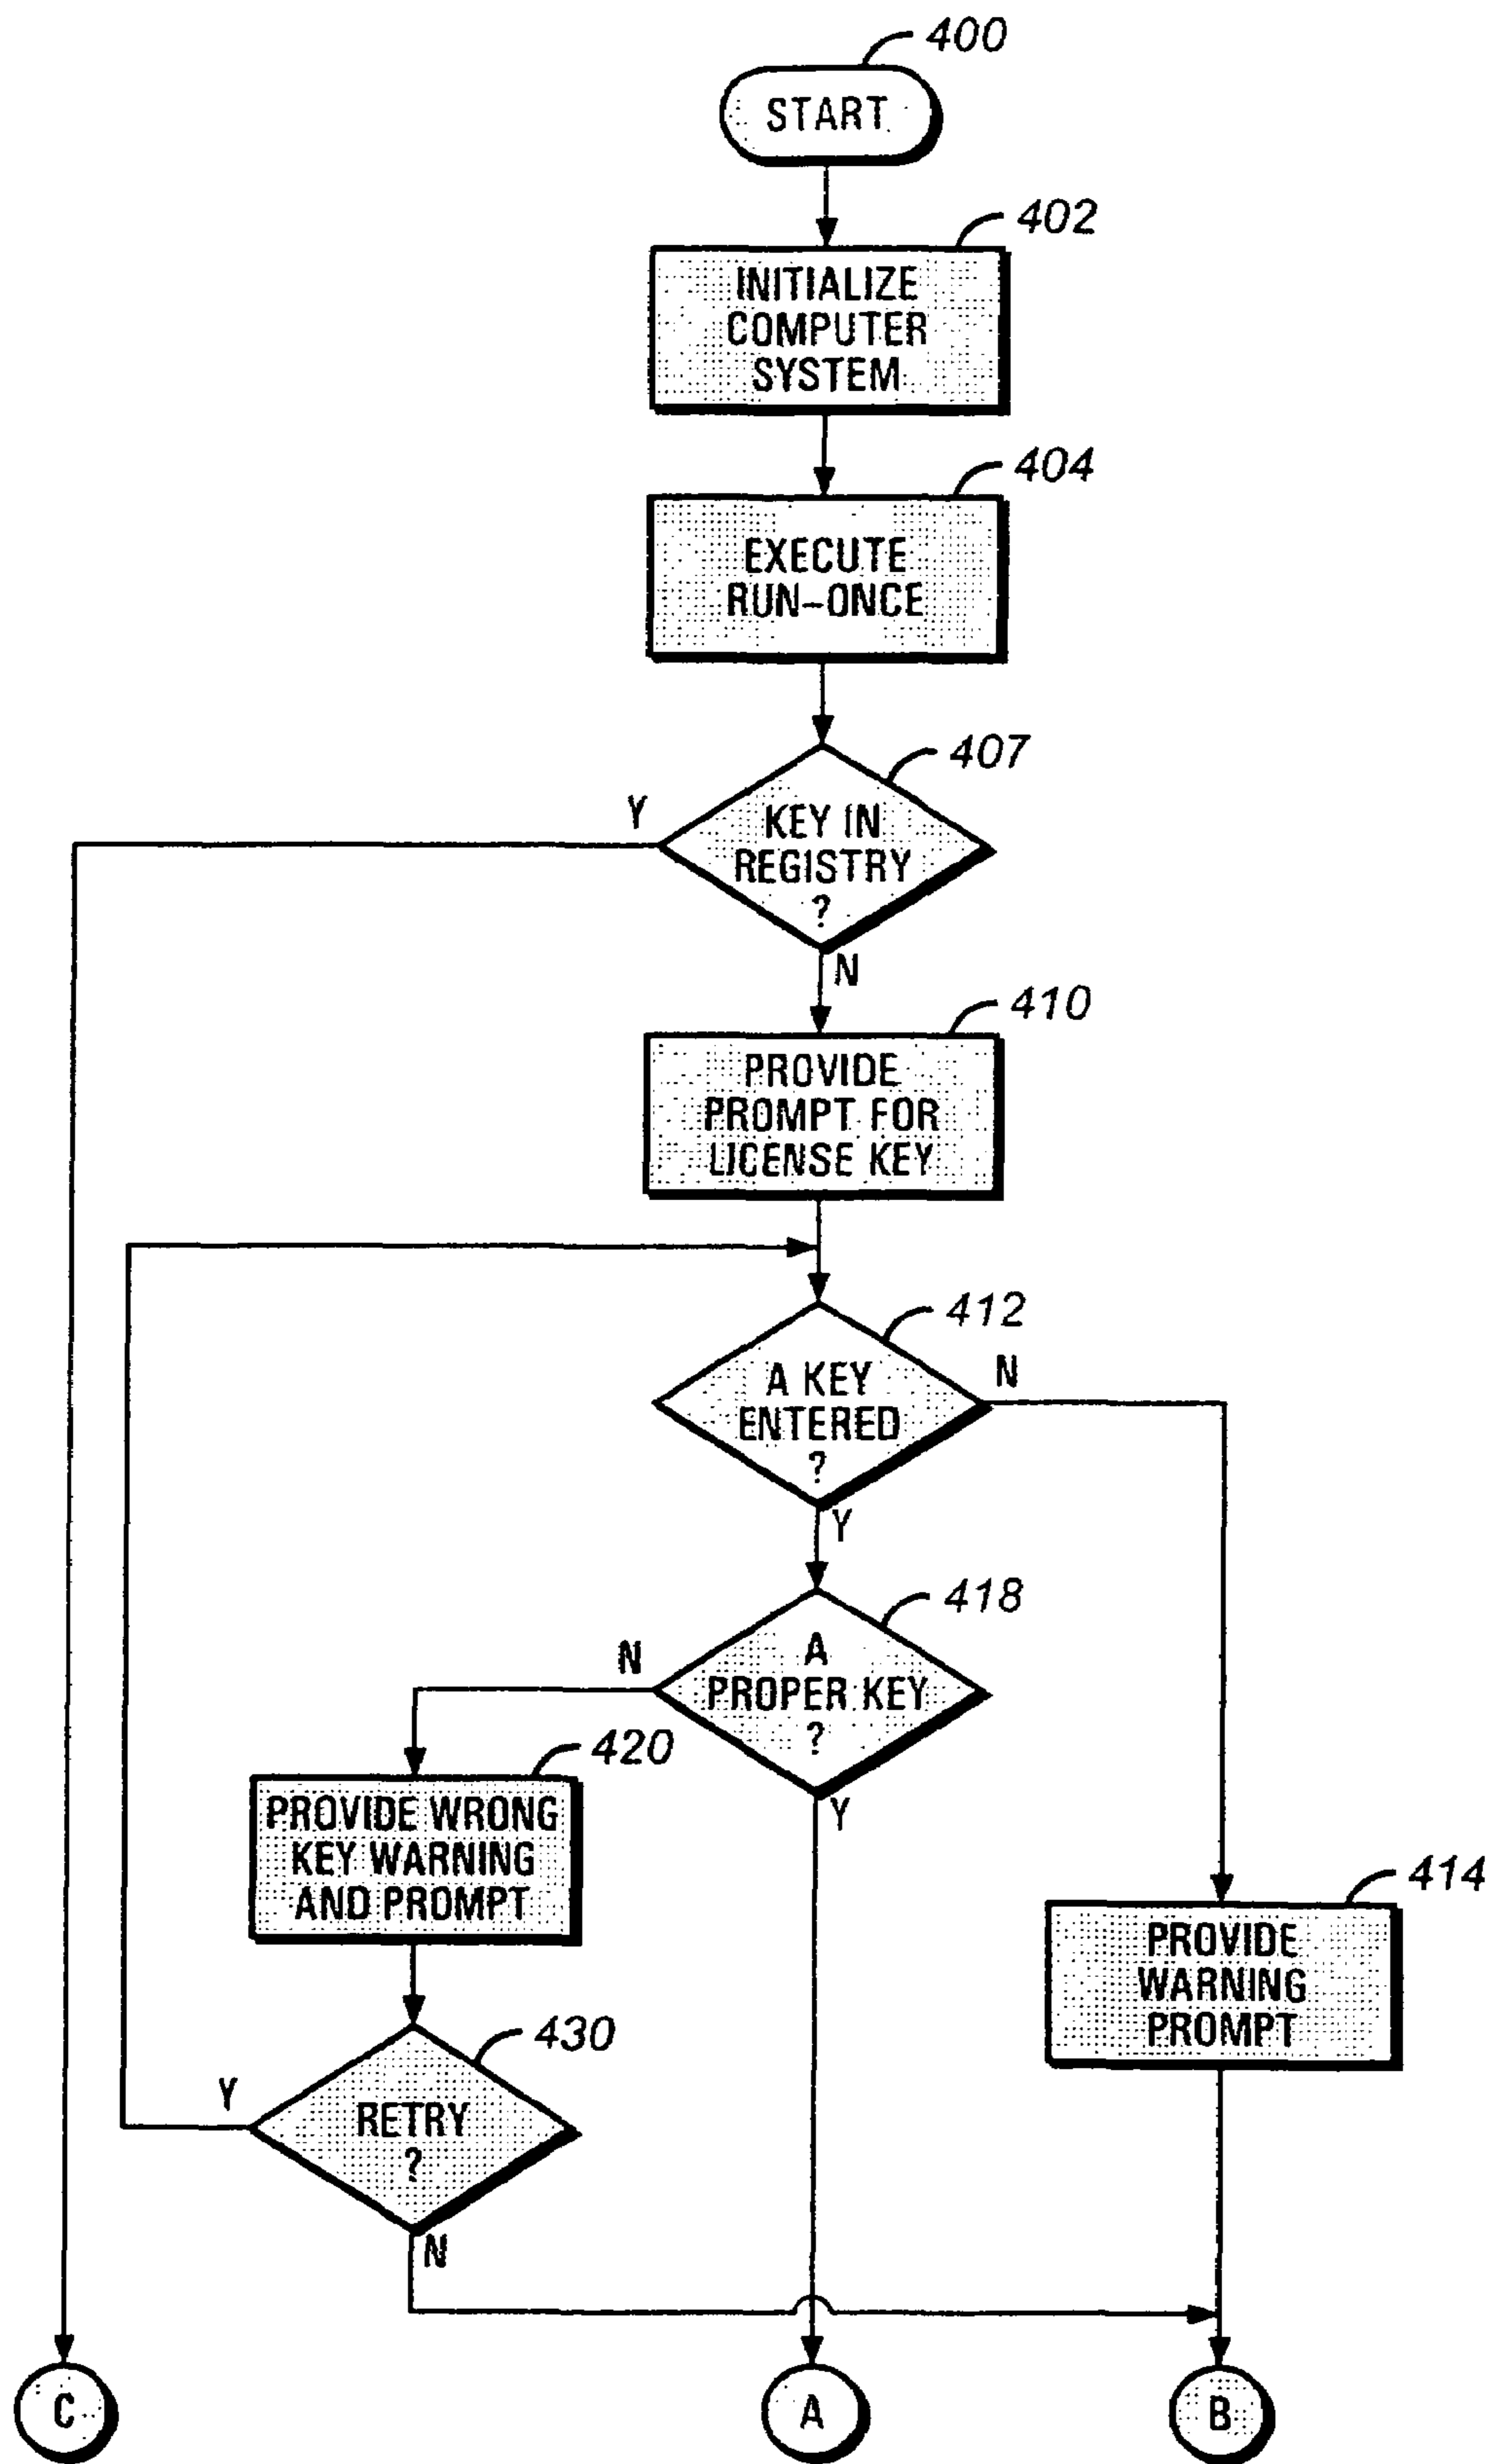 400
START
402
INITIALIZE
COMPUTER
SYSTEM
404
EXECUTE
RUN-ONCE
407
Y
KEY IN
REGISTRY
?
N
410
PROVIDE
PROMPT FOR
LICENSE KEY
412
N
A KEY
ENTERED
?
Y
418
N
A
PROPER KEY
?
Y
420
PROVIDE WRONG
KEY WARNING
AND PROMPT
414
PROVIDE
WARNING
PROMPT
430
Y
RETRY
?
N
C
A
B